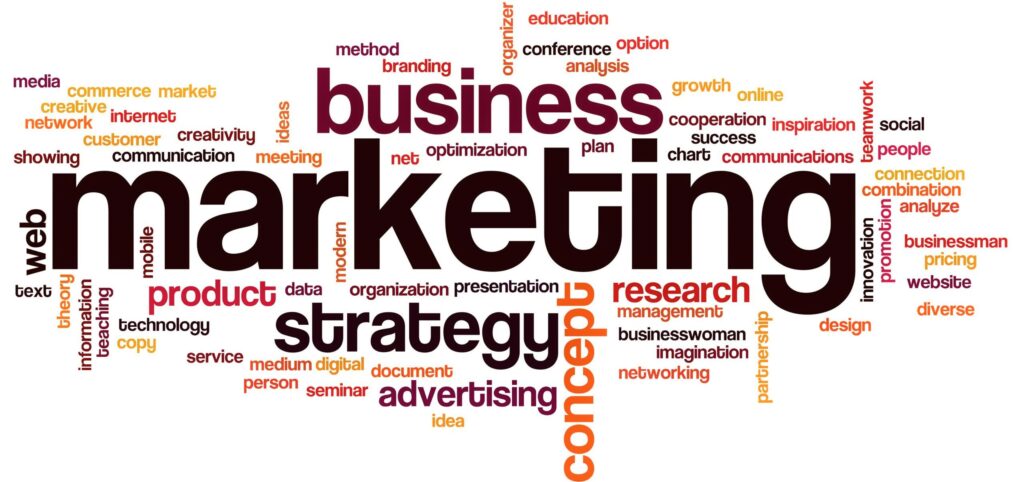 education
organizer
method
conference
option
branding
analysis
media
business
growth
commerce
market
online
creative
ideas
internet
network
cooperation
inspiration
teamwork
social
creativity
customer
success
plan
people
optimization
communication
showing
meeting
net
chart
communications
marketing
connection
combination
analyze
promotion
web
mobile
modern
innovation
businessman
pricing
text
theory
information
teaching
product
data
organization
presentation
concept
research
website
management
partnership
diverse
technology
strategy
businesswoman
design
copy
service
imagination
medium
digital
document
networking
person
seminar
advertising
idea